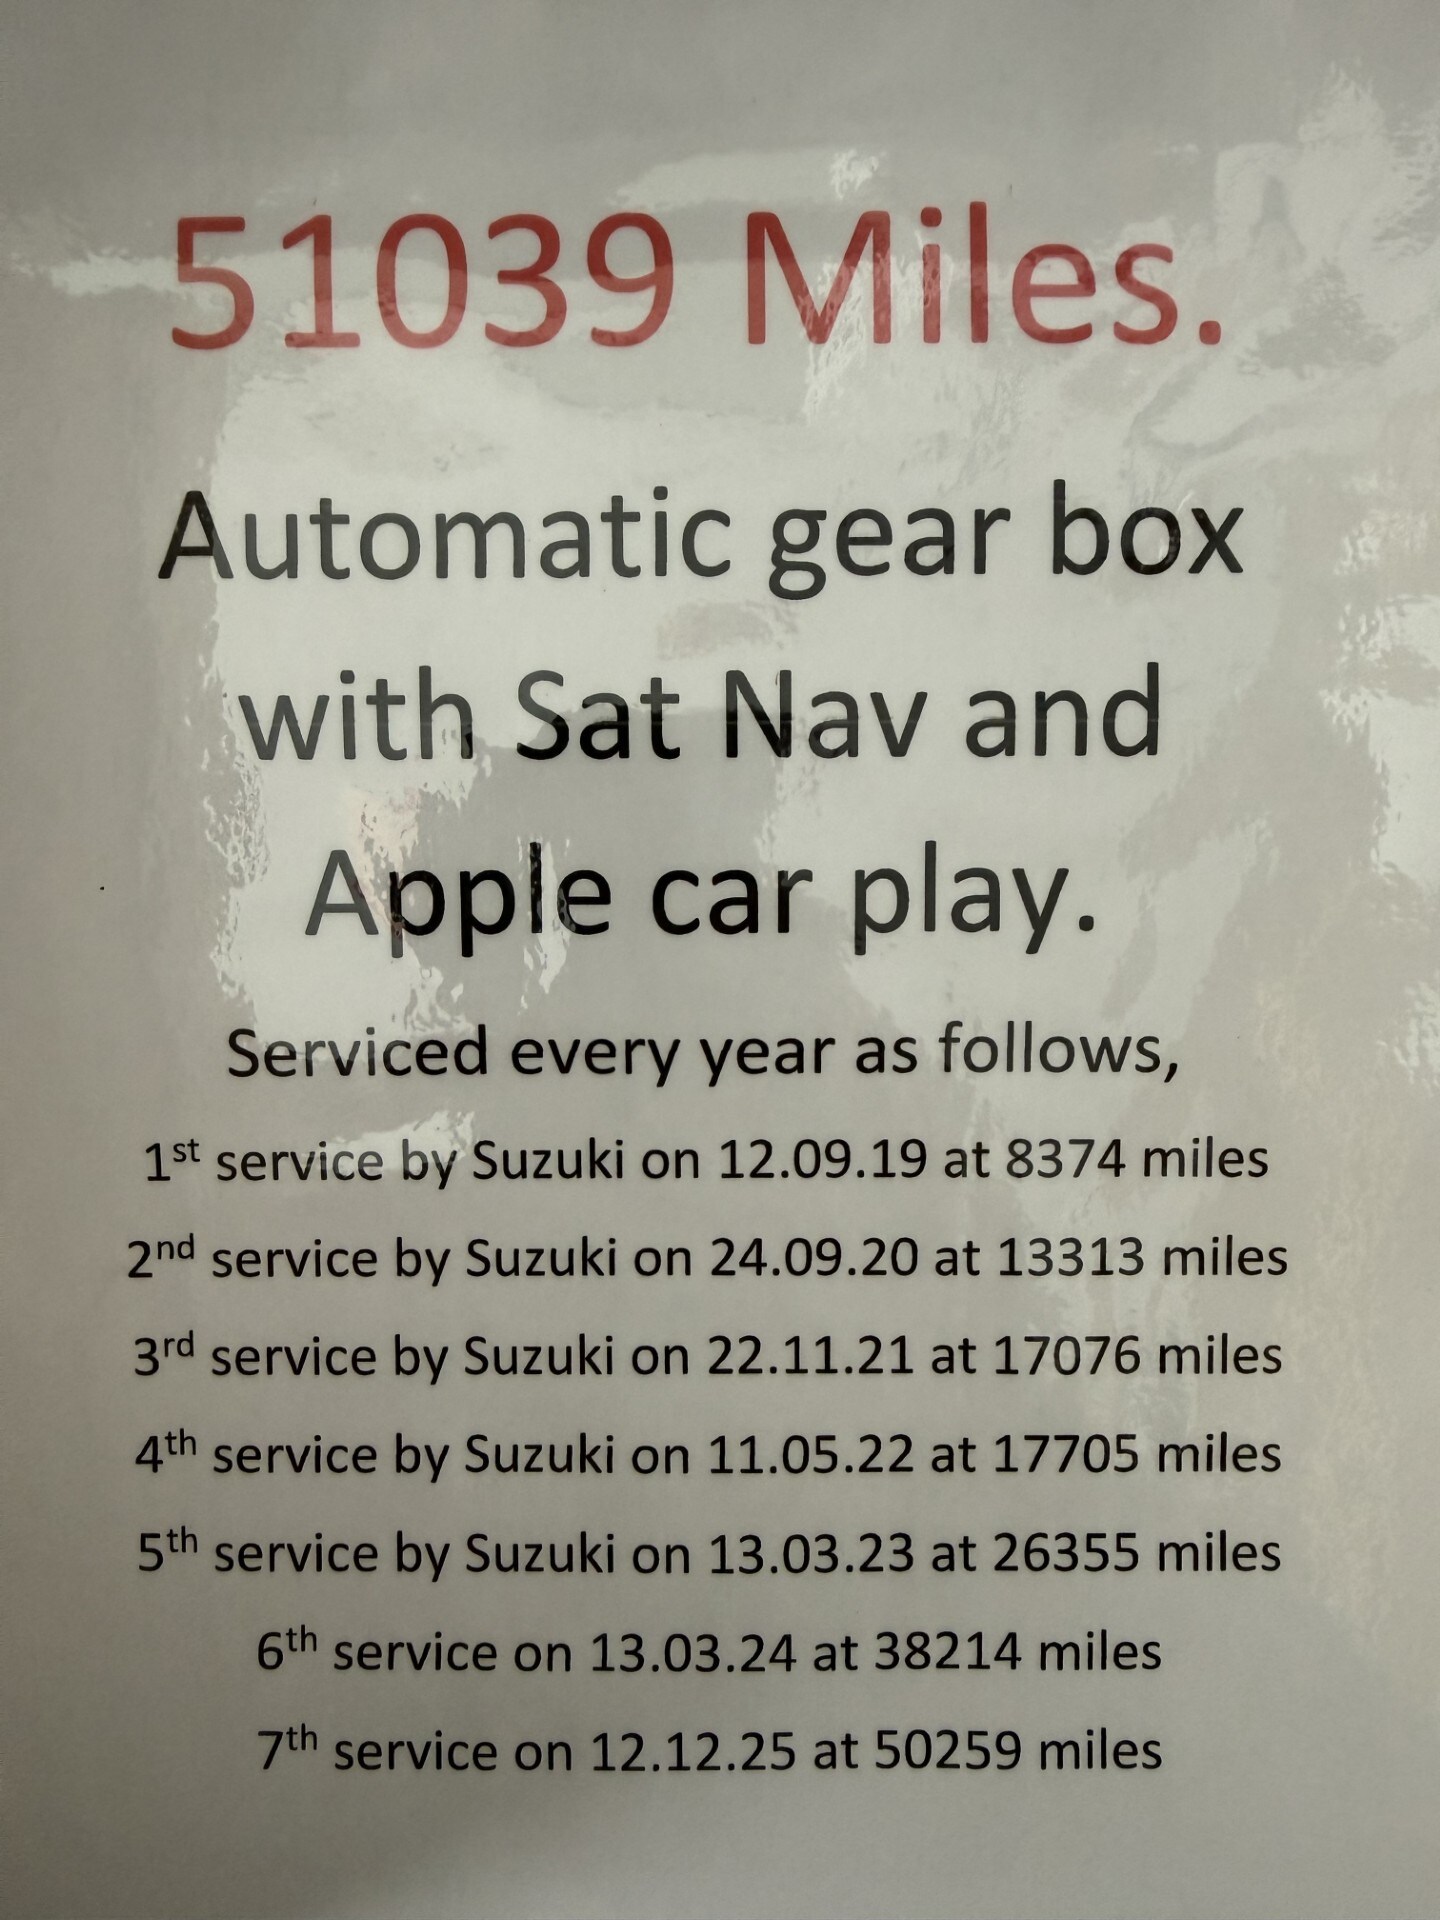 51039 Miles.
Automatic gear box
with Sat Nav and
Apple car play.
Serviced every year as follows,
1st service by Suzuki on 12.09.19 at 8374 miles
2nd service by Suzuki on 24.09.20 at 13313 miles
3rd service by Suzuki on 22.11.21 at 17076 miles
4th service by Suzuki on 11.05.22 at 17705 miles
5th service by Suzuki on 13.03.23 at 26355 miles
6th service on 13.03.24 at 38214 miles
7th service on 12.12.25 at 50259 miles